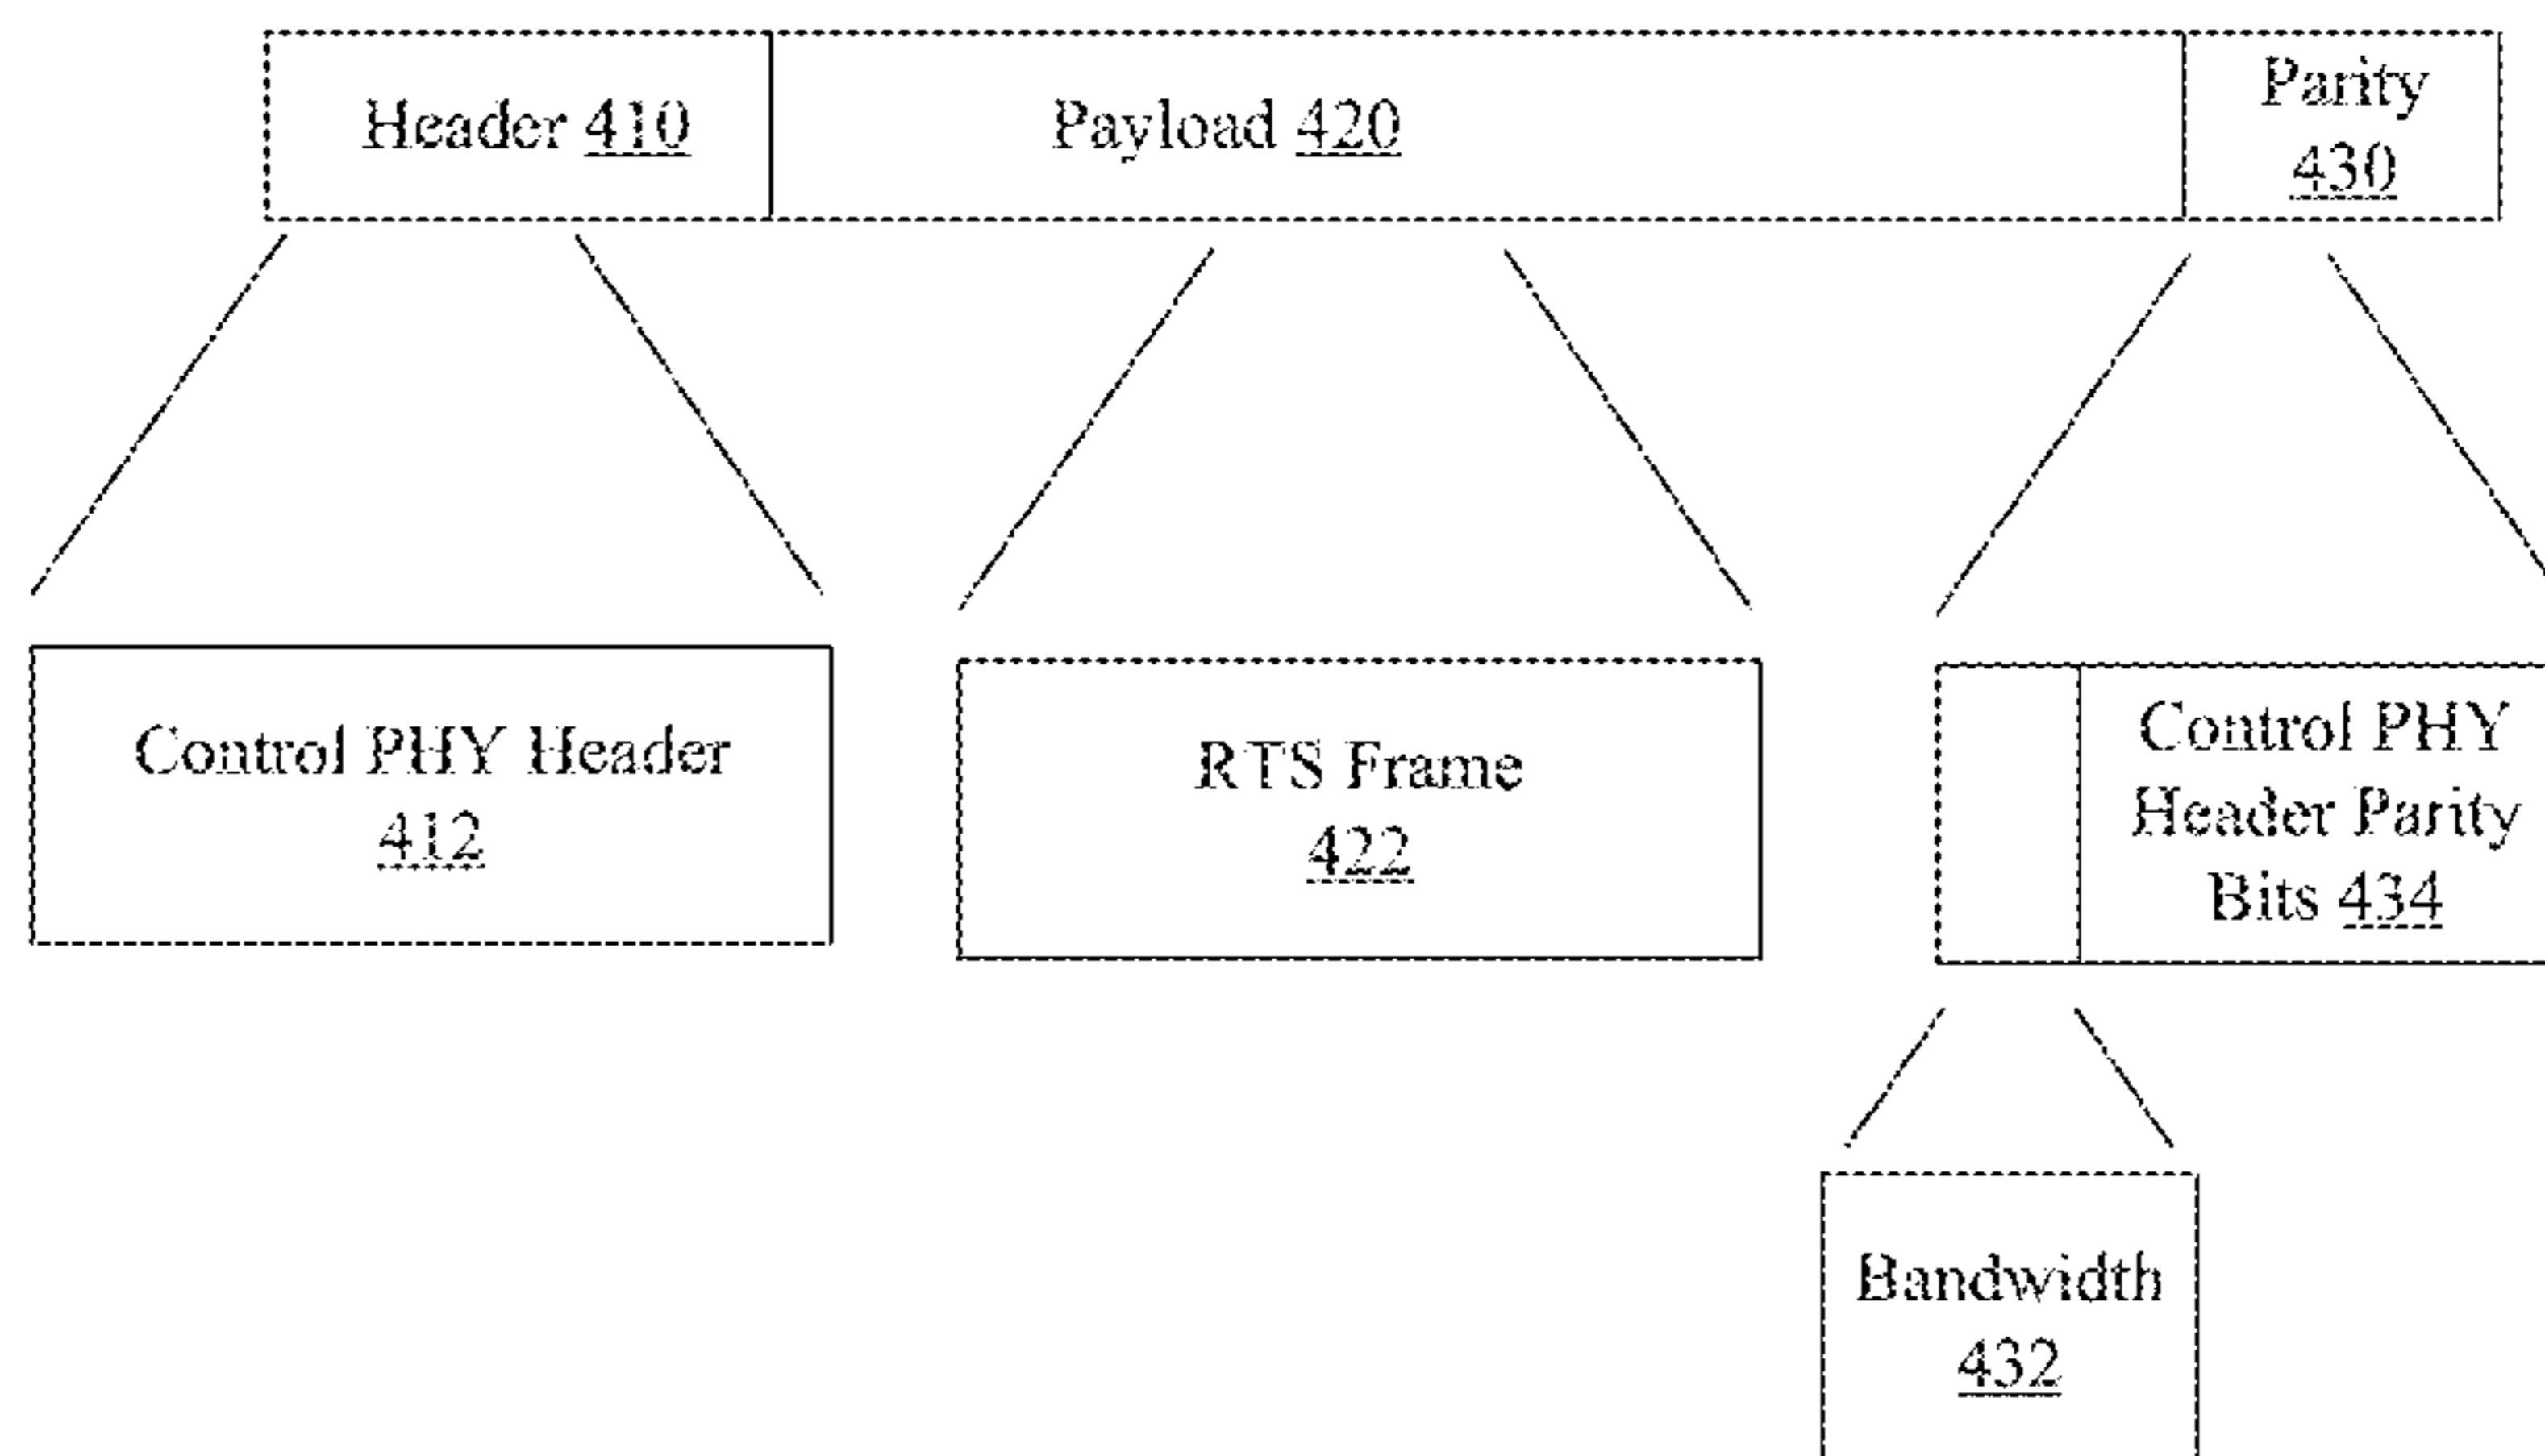 Header 410
Payload 420
Parity
430
Control PHY Header
412
RTS Frame
422
Control PHY
Header Parity
Bits 434
Bandwidth
432